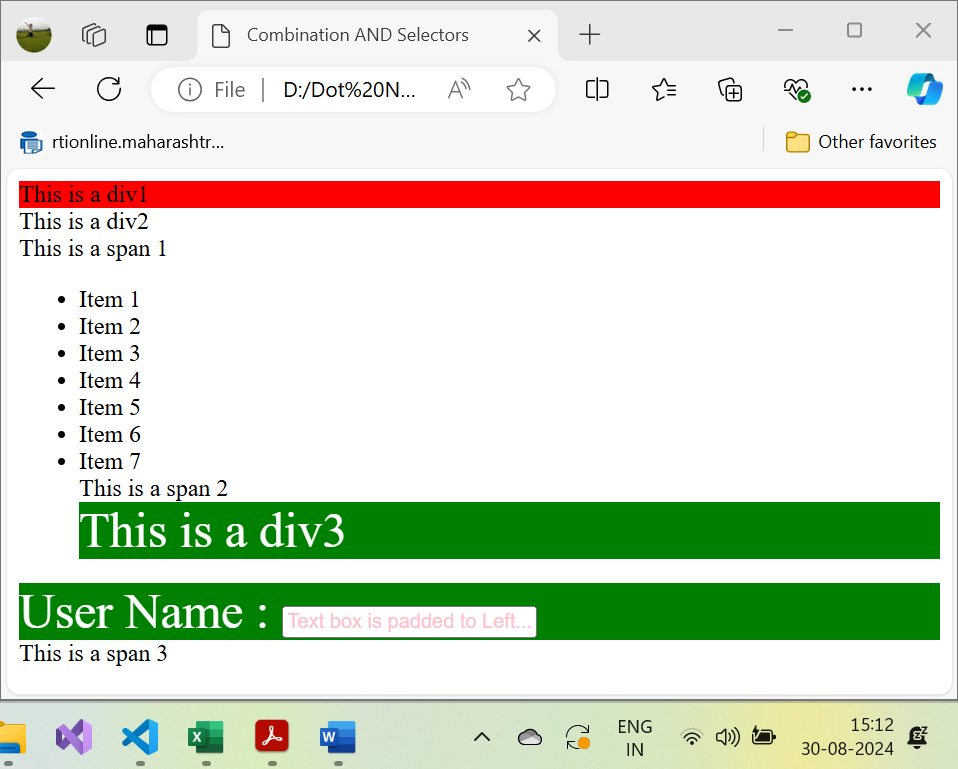 Combination AND Selectors
File
D:/Dot%20N...
rtionline.maharashtr...
Other favorites
This is a div1
This is a div2
This is a span 1
Item 1
Item 2
Item 3
Item 4
Item 5
Item 6
Item 7
This is a span 2
This is a div3
User Name : Text box is padded to Left...
This is a span 3
ENG
IN
15:12
30-08-2024